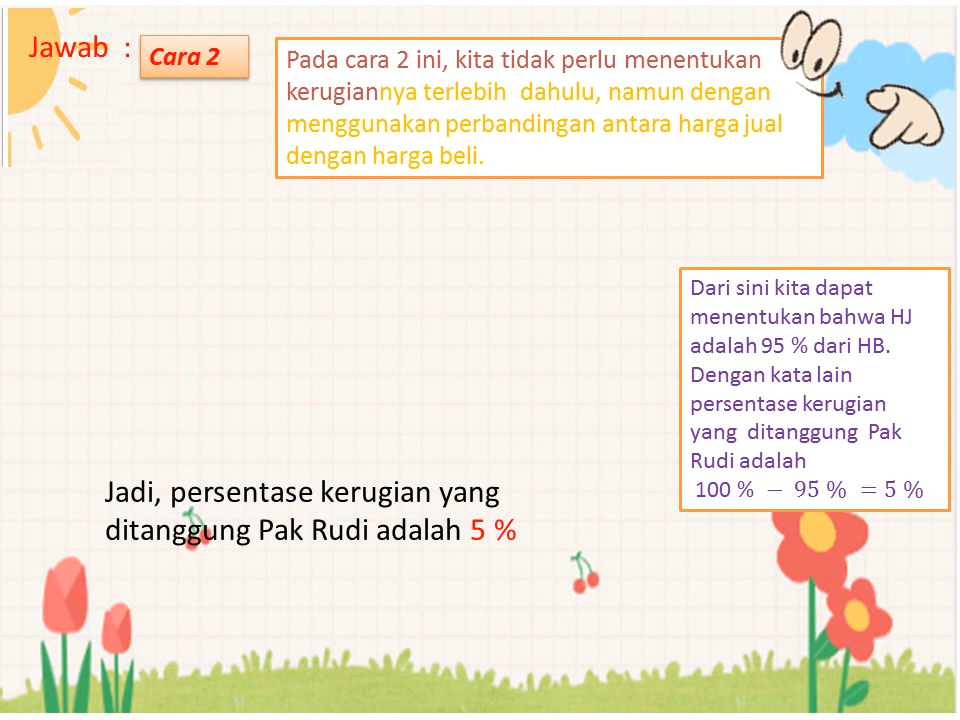 Jawab : Cara 2
Pada cara 2 ini, kita tidak perlu menentukan
kerugiannya terlebih dahulu, namun dengan
menggunakan perbandingan antara harga jual
dengan harga beli.
Dari sini kita dapat
menentukan bahwa HJ
adalah 95 % dari HB.
Dengan kata lain
persentase kerugian
yang ditanggung Pak
Rudi adalah
100 % − 95 % = 5 %
Jadi, persentase kerugian yang
ditanggung Pak Rudi adalah 5 %